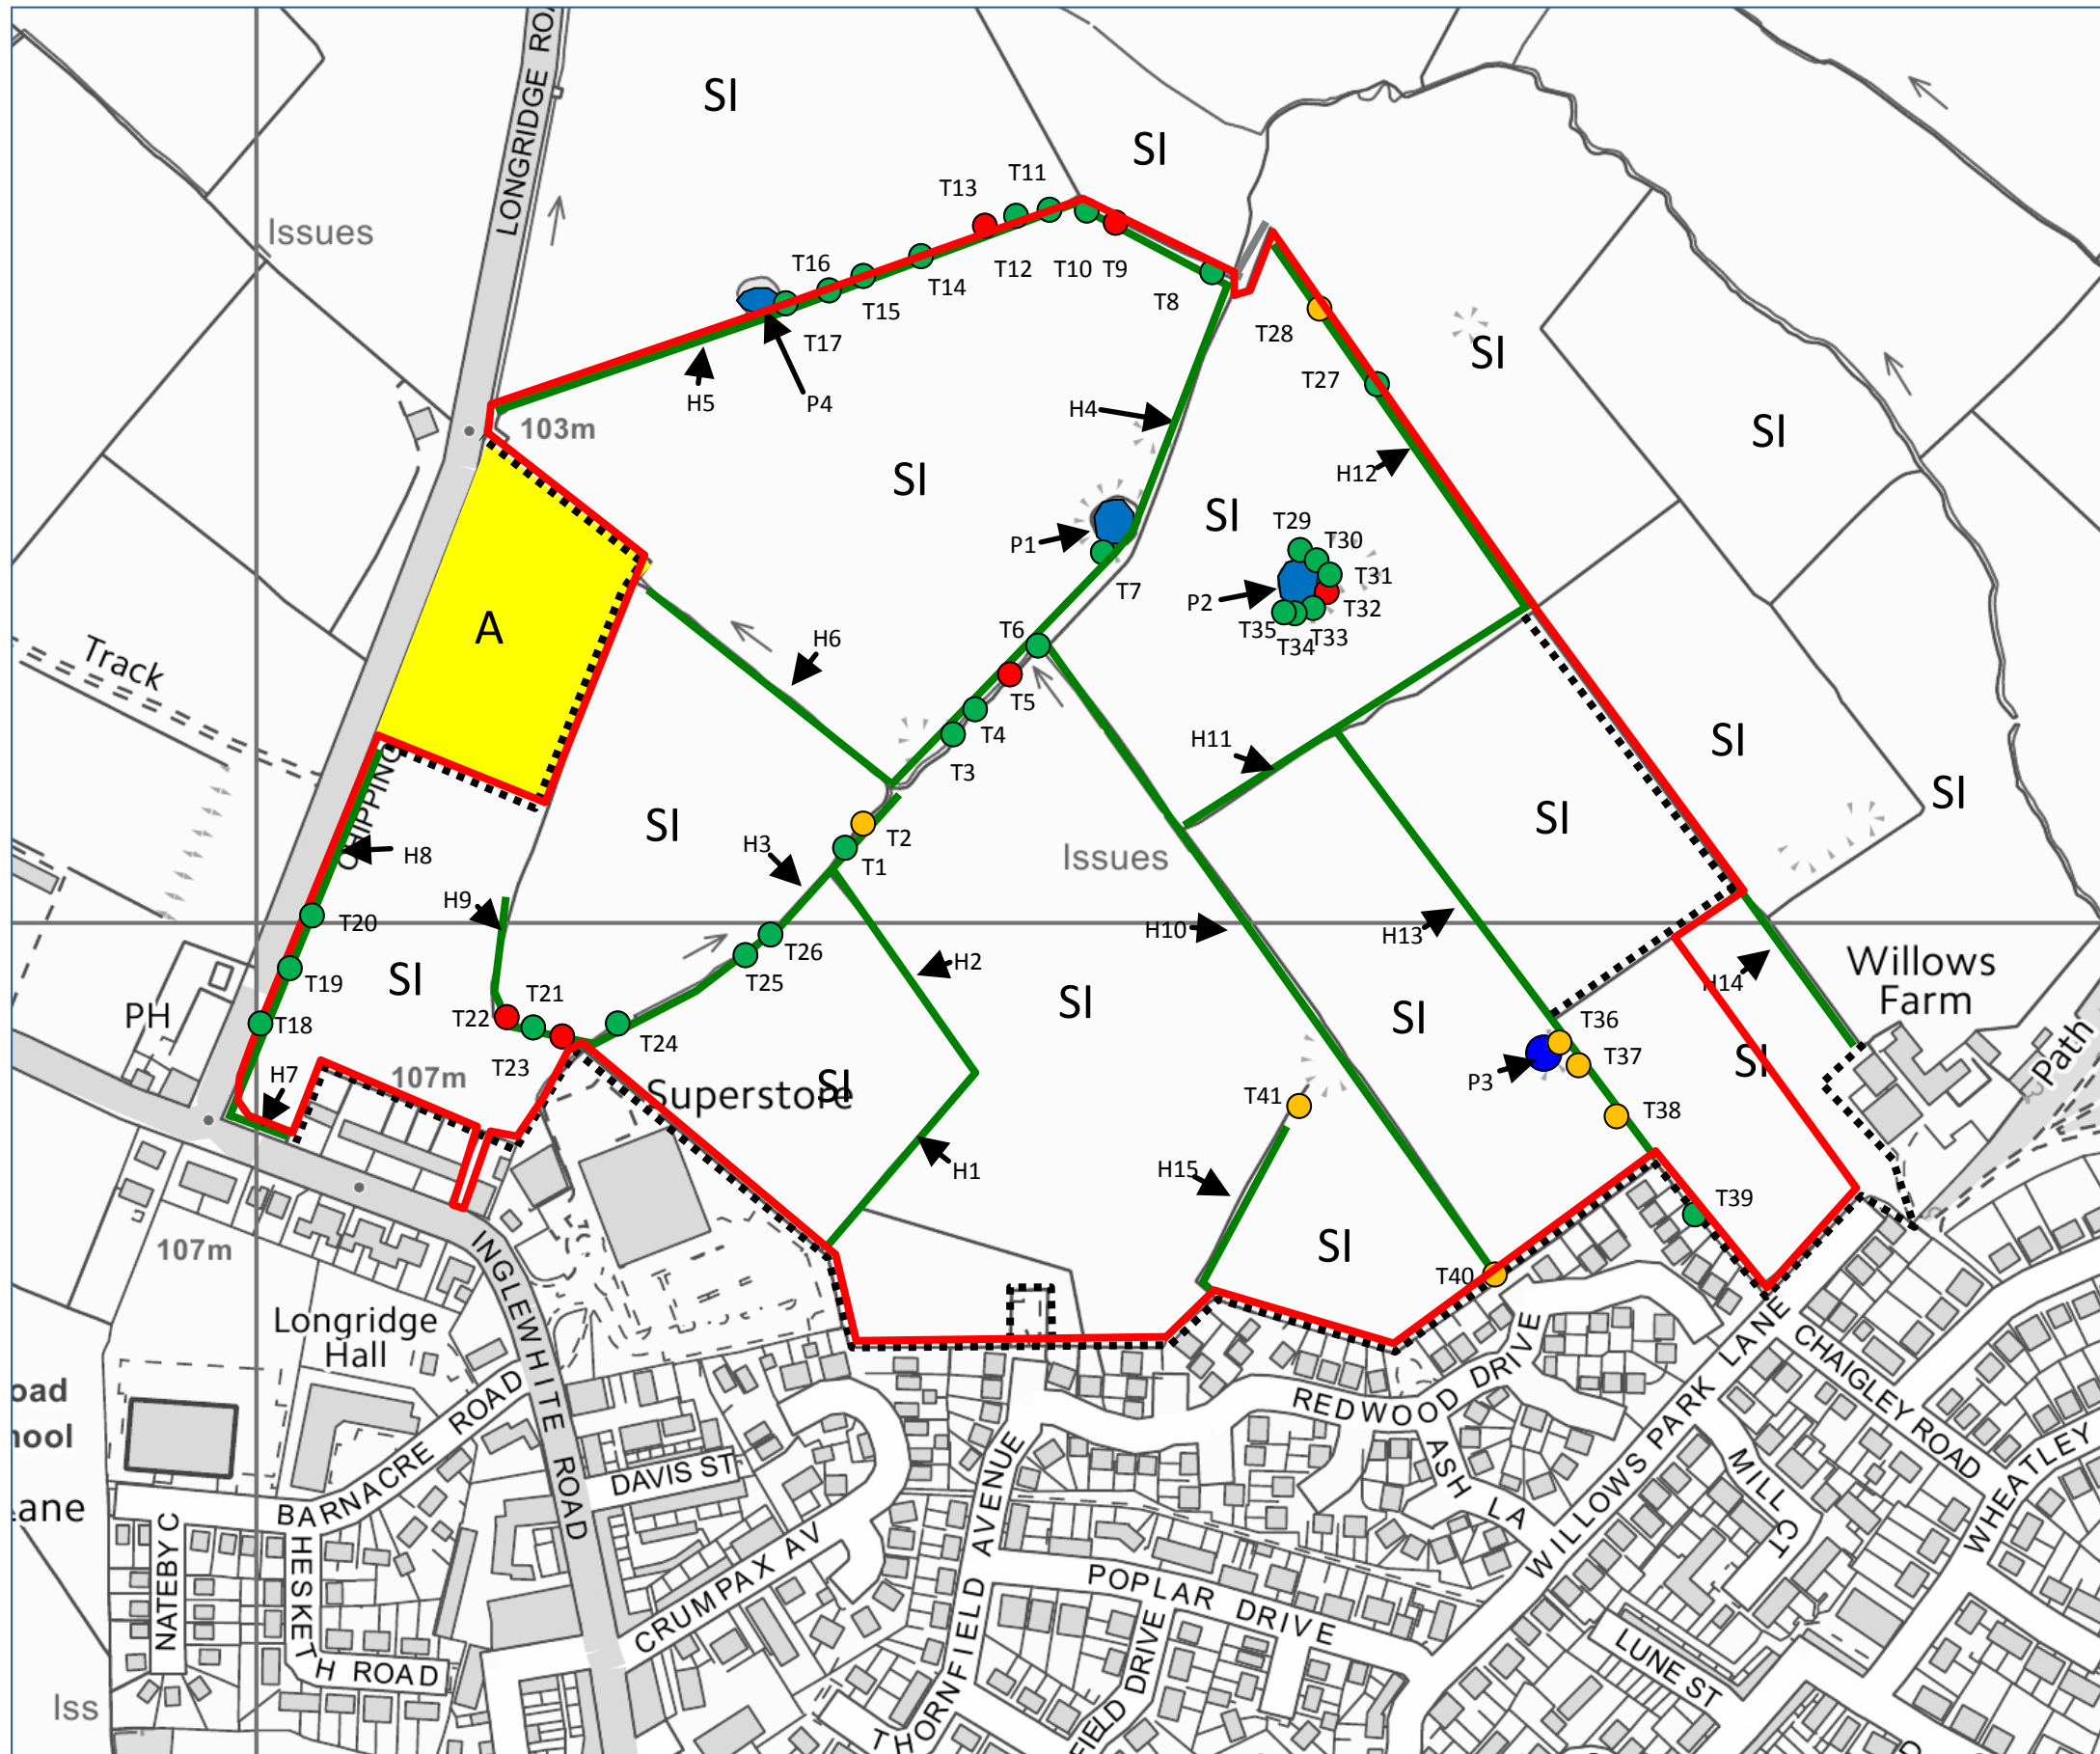 LONGRIDGE RO
SI
SI
Issues
T13
T11
T16
T12
T10
T9
T14
T15
T8
T17
T28
SI
H5
P4
T27
103m
H4
SI
SI
H12
SI
P1
T29
T30
T31
T7
P2
T32
A
T35
T34
T33
T6
H6
Track
T5
T4
H11
SI
T3
SI
SI
SI
CHIPPING
T2
H3
T1
Issues
H8
H9
T20
H10
H13
T26
H2
Willows
Farm
SI
T19
T25
H14
PH
T21
SI
SI
T22
T18
T24
T36
T37
SI
Path
T23
H7
107m
Superstore
SI
P3
T41
T38
H1
H15
T39
107m
SI
T40
INGLEWHITE ROAD
Longridge
Hall
WILLOWS PARK LANE
CHAIGLEY ROAD
REDWOOD DRIVE
oad
hool
ane
BARNACRE ROAD
DAVIS ST
ASH LA
MILL CT
WHEATLEY
NATEBY C
HESKETH ROAD
CRUMPAX AV
THORNFIELD AVENUE
POPLAR DRIVE
FIELD DRIVE
LUNE ST
Iss